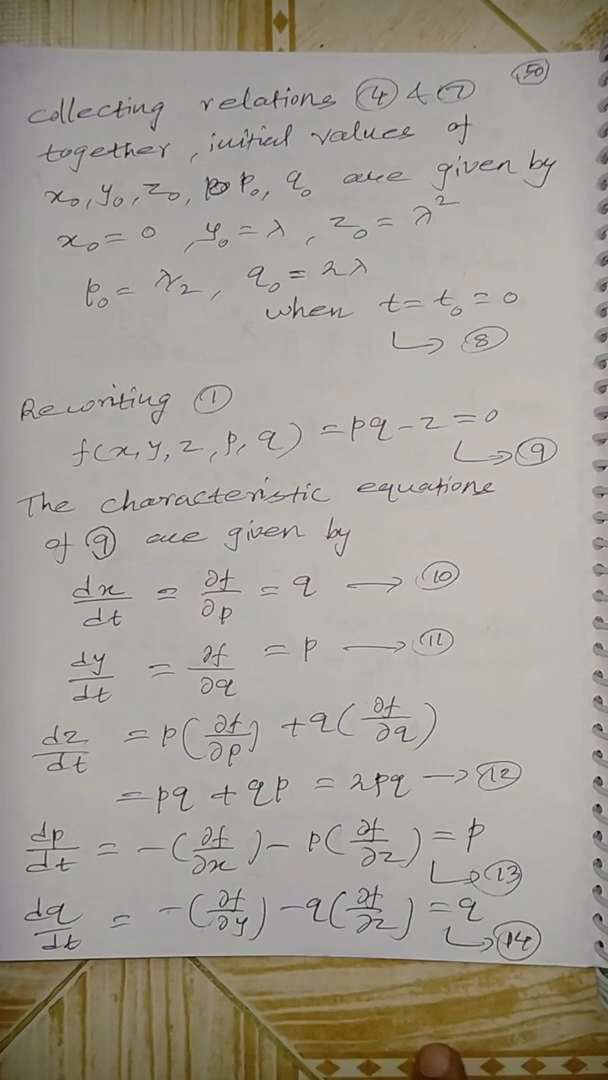 50
collecting relations ④ & ⑦
together, initial values of
x₀, y₀, z₀, p₀, q₀ are given by
x₀ = 0, y₀ = λ, z₀ = λ²
p₀ = λ/2, q₀ = 2λ
when t = t₀ = 0
↳ ⑧
Rewriting ①
f(x, y, z, p, q) = pq - z = 0
↳ ⑨
The characteristic equations
of ⑨ are given by
dx/dt = ∂f/∂p = q → ⑩
dy/dt = ∂f/∂q = p → ⑪
dz/dt = p(∂f/∂p) + q(∂f/∂q)
= pq + qp = 2pq → ⑫
dp/dt = -(∂f/∂x) - p(∂f/∂z) = p
↳ ⑬
dq/dt = -(∂f/∂y) - q(∂f/∂z) = q
↳ ⑭